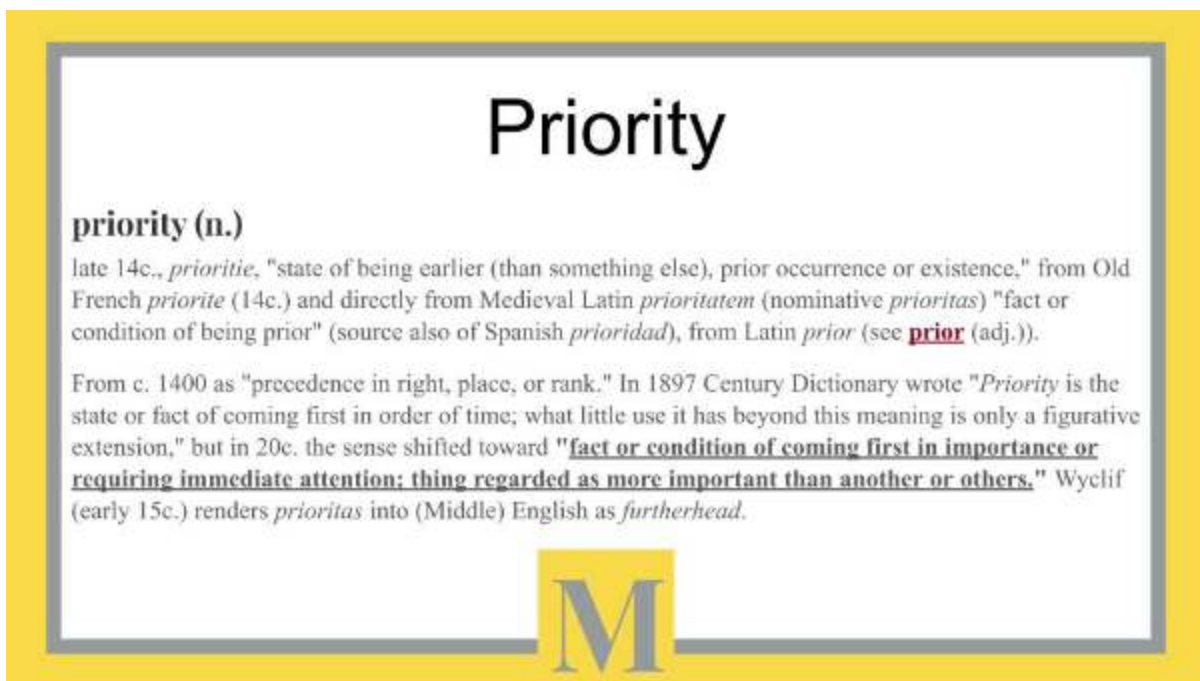 Priority
priority (n.)
late 14c., prioritie, "state of being earlier (than something else), prior occurrence or existence," from Old
French priorite (14c.) and directly from Medieval Latin prioritatem (nominative prioritas) "fact or
condition of being prior" (source also of Spanish prioridad), from Latin prior (see prior (adj.)).
From c. 1400 as "precedence in right, place, or rank." In 1897 Century Dictionary wrote "Priority is the
state or fact of coming first in order of time; what little use it has beyond this meaning is only a figurative
extension," but in 20c. the sense shifted toward "fact or condition of coming first in importance or
requiring immediate attention; thing regarded as more important than another or others." Wyclif
(early 15c.) renders prioritas into (Middle) English as furtherhead.
M